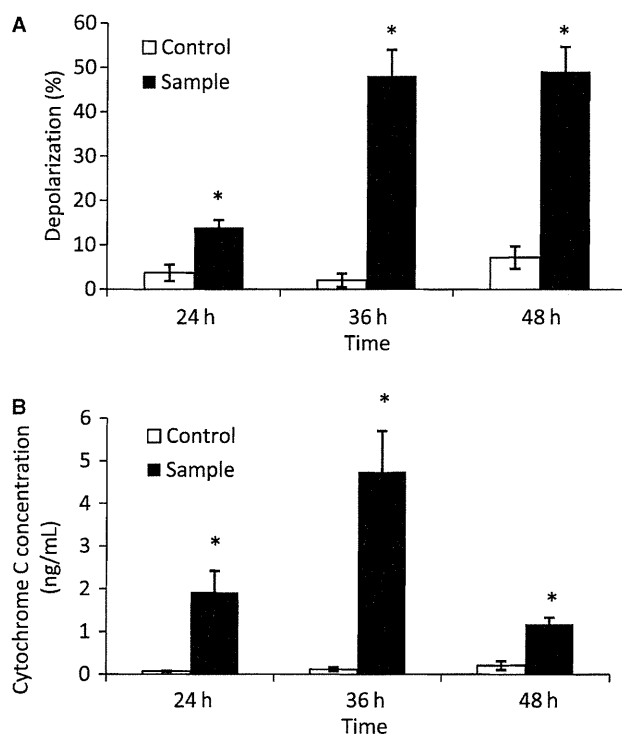 A
60
50
40
30
20
10
0
Depolarization (%)
Control
Sample
*
*
*
24 h
36 h
48 h
Time
B
6
5
4
3
2
1
0
Cytochrome C concentration
(ng/mL)
Control
Sample
*
*
*
24 h
36 h
48 h
Time